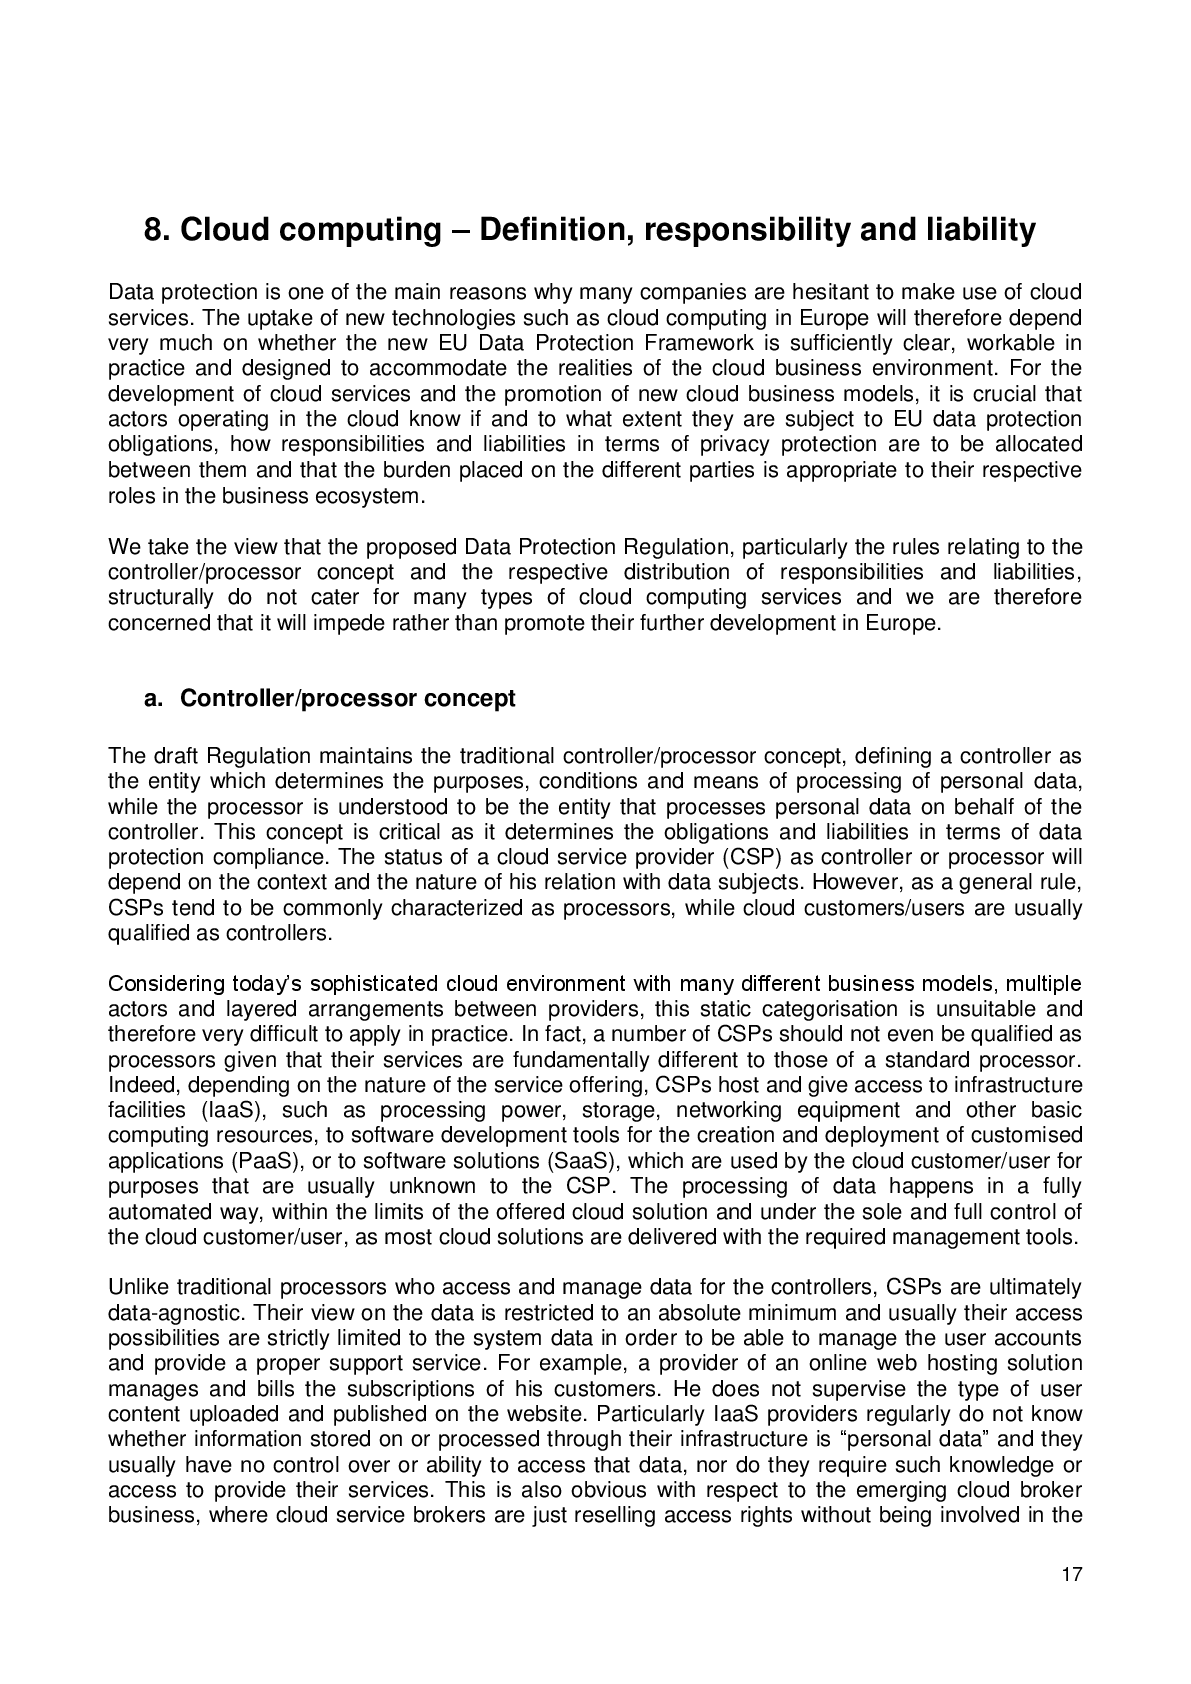 8. Cloud computing – Definition, responsibility and liability
Data protection is one of the main reasons why many companies are hesitant to make use of cloud
services. The uptake of new technologies such as cloud computing in Europe will therefore depend
very much on whether the new EU Data Protection Framework is sufficiently clear, workable in
practice and designed to accommodate the realities of the cloud business environment. For the
development of cloud services and the promotion of new cloud business models, it is crucial that
actors operating in the cloud know if and to what extent they are subject to EU data protection
obligations, how responsibilities and liabilities in terms of privacy protection are to be allocated
between them and that the burden placed on the different parties is appropriate to their respective
roles in the business ecosystem.
We take the view that the proposed Data Protection Regulation, particularly the rules relating to the
controller/processor concept and the respective distribution of responsibilities and liabilities,
structurally do not cater for many types of cloud computing services and we are therefore
concerned that it will impede rather than promote their further development in Europe.
a. Controller/processor concept
The draft Regulation maintains the traditional controller/processor concept, defining a controller as
the entity which determines the purposes, conditions and means of processing of personal data,
while the processor is understood to be the entity that processes personal data on behalf of the
controller. This concept is critical as it determines the obligations and liabilities in terms of data
protection compliance. The status of a cloud service provider (CSP) as controller or processor will
depend on the context and the nature of his relation with data subjects. However, as a general rule,
CSPs tend to be commonly characterized as processors, while cloud customers/users are usually
qualified as controllers.
Considering today’s sophisticated cloud environment with many different business models, multiple
actors and layered arrangements between providers, this static categorisation is unsuitable and
therefore very difficult to apply in practice. In fact, a number of CSPs should not even be qualified as
processors given that their services are fundamentally different to those of a standard processor.
Indeed, depending on the nature of the service offering, CSPs host and give access to infrastructure
facilities (IaaS), such as processing power, storage, networking equipment and other basic
computing resources, to software development tools for the creation and deployment of customised
applications (PaaS), or to software solutions (SaaS), which are used by the cloud customer/user for
purposes that are usually unknown to the CSP. The processing of data happens in a fully
automated way, within the limits of the offered cloud solution and under the sole and full control of
the cloud customer/user, as most cloud solutions are delivered with the required management tools.
Unlike traditional processors who access and manage data for the controllers, CSPs are ultimately
data-agnostic. Their view on the data is restricted to an absolute minimum and usually their access
possibilities are strictly limited to the system data in order to be able to manage the user accounts
and provide a proper support service. For example, a provider of an online web hosting solution
manages and bills the subscriptions of his customers. He does not supervise the type of user
content uploaded and published on the website. Particularly IaaS providers regularly do not know
whether information stored on or processed through their infrastructure is “personal data” and they
usually have no control over or ability to access that data, nor do they require such knowledge or
access to provide their services. This is also obvious with respect to the emerging cloud broker
business, where cloud service brokers are just reselling access rights without being involved in the
17